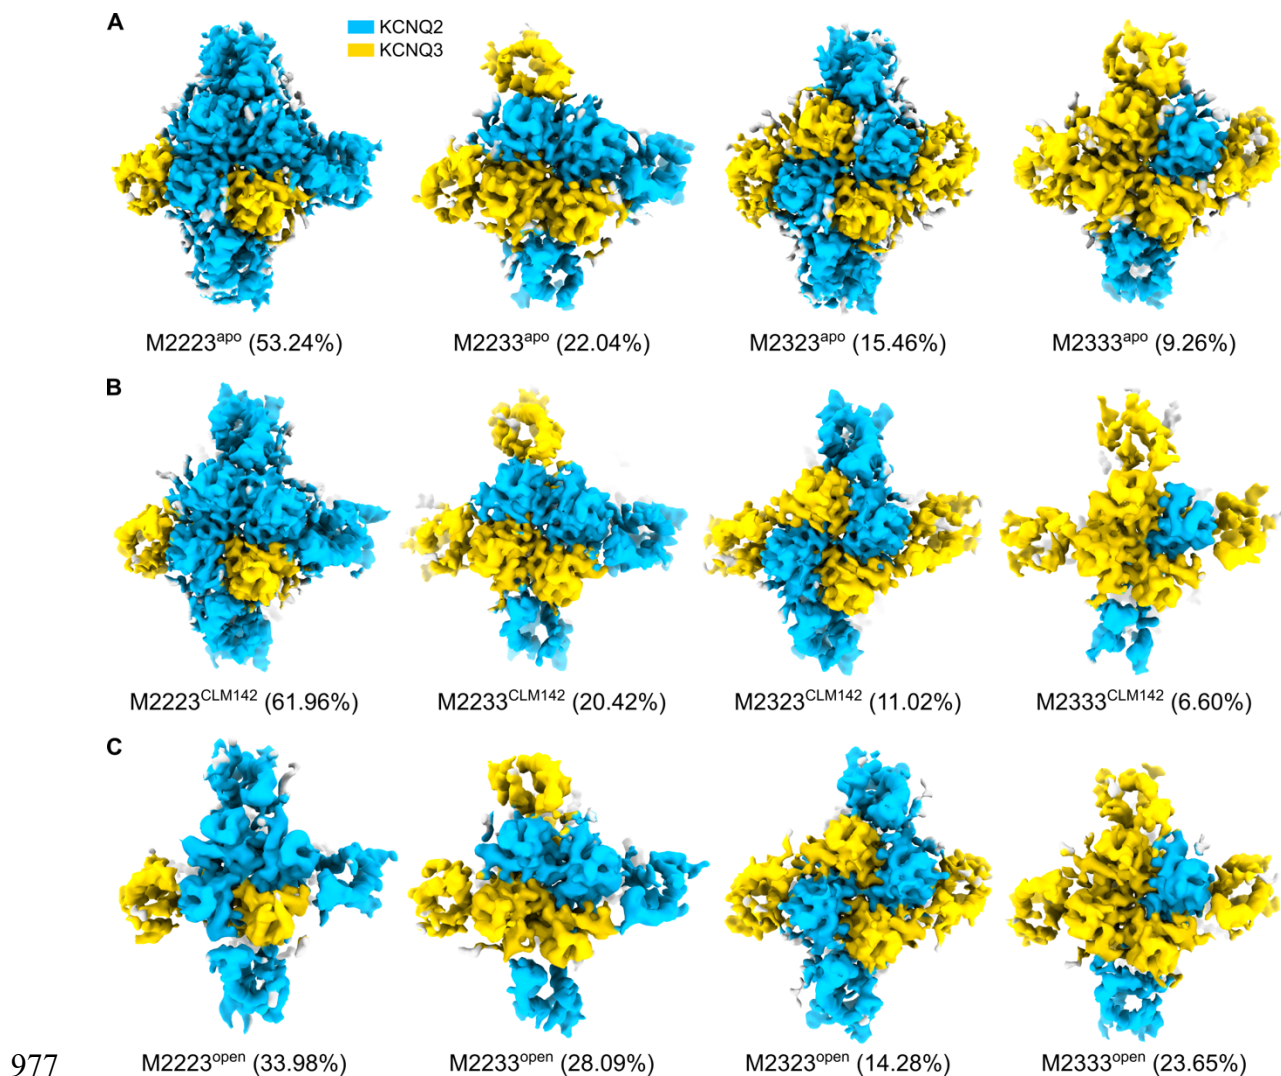 A
KCNQ2
KCNQ3
M2223apo (53.24%) M2233apo (22.04%) M2323apo (15.46%) M2333apo (9.26%)
B
M2223CLM142 (61.96%) M2233CLM142 (20.42%) M2323CLM142 (11.02%) M2333CLM142 (6.60%)
C
977 M2223open (33.98%) M2233open (28.09%) M2323open (14.28%) M2333open (23.65%)